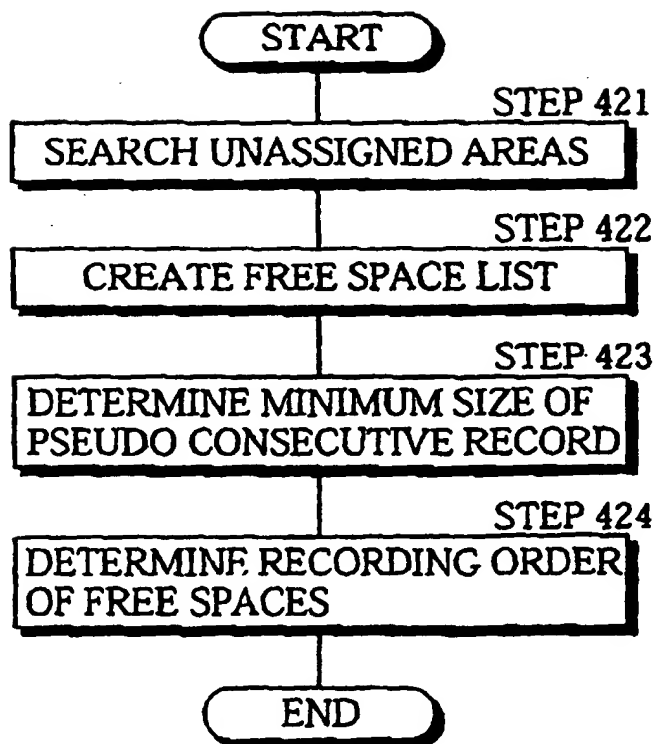 START
STEP 421
SEARCH UNASSIGNED AREAS
STEP 422
CREATE FREE SPACE LIST
STEP 423
DETERMINE MINIMUM SIZE OF
PSEUDO CONSECUTIVE RECORD
STEP 424
DETERMINE RECORDING ORDER
OF FREE SPACES
END